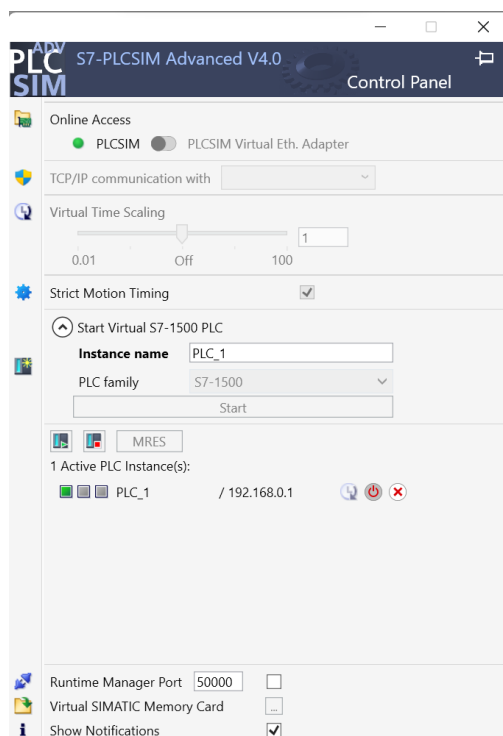 PLC ADV
SIM
S7-PLCSIM Advanced V4.0
Control Panel
Online Access
PLCSIM PLCSIM Virtual Eth. Adapter
TCP/IP communication with
Virtual Time Scaling
1
0.01 Off 100
Strict Motion Timing
Start Virtual S7-1500 PLC
Instance name PLC_1
PLC family S7-1500
Start
MRES
1 Active PLC Instance(s):
PLC_1 / 192.168.0.1
Runtime Manager Port 50000
Virtual SIMATIC Memory Card ...
Show Notifications